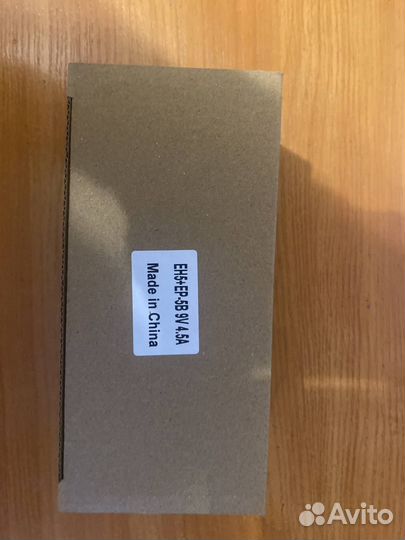 EH5+EP-5B 9V 4.5A
Made in China
Avito